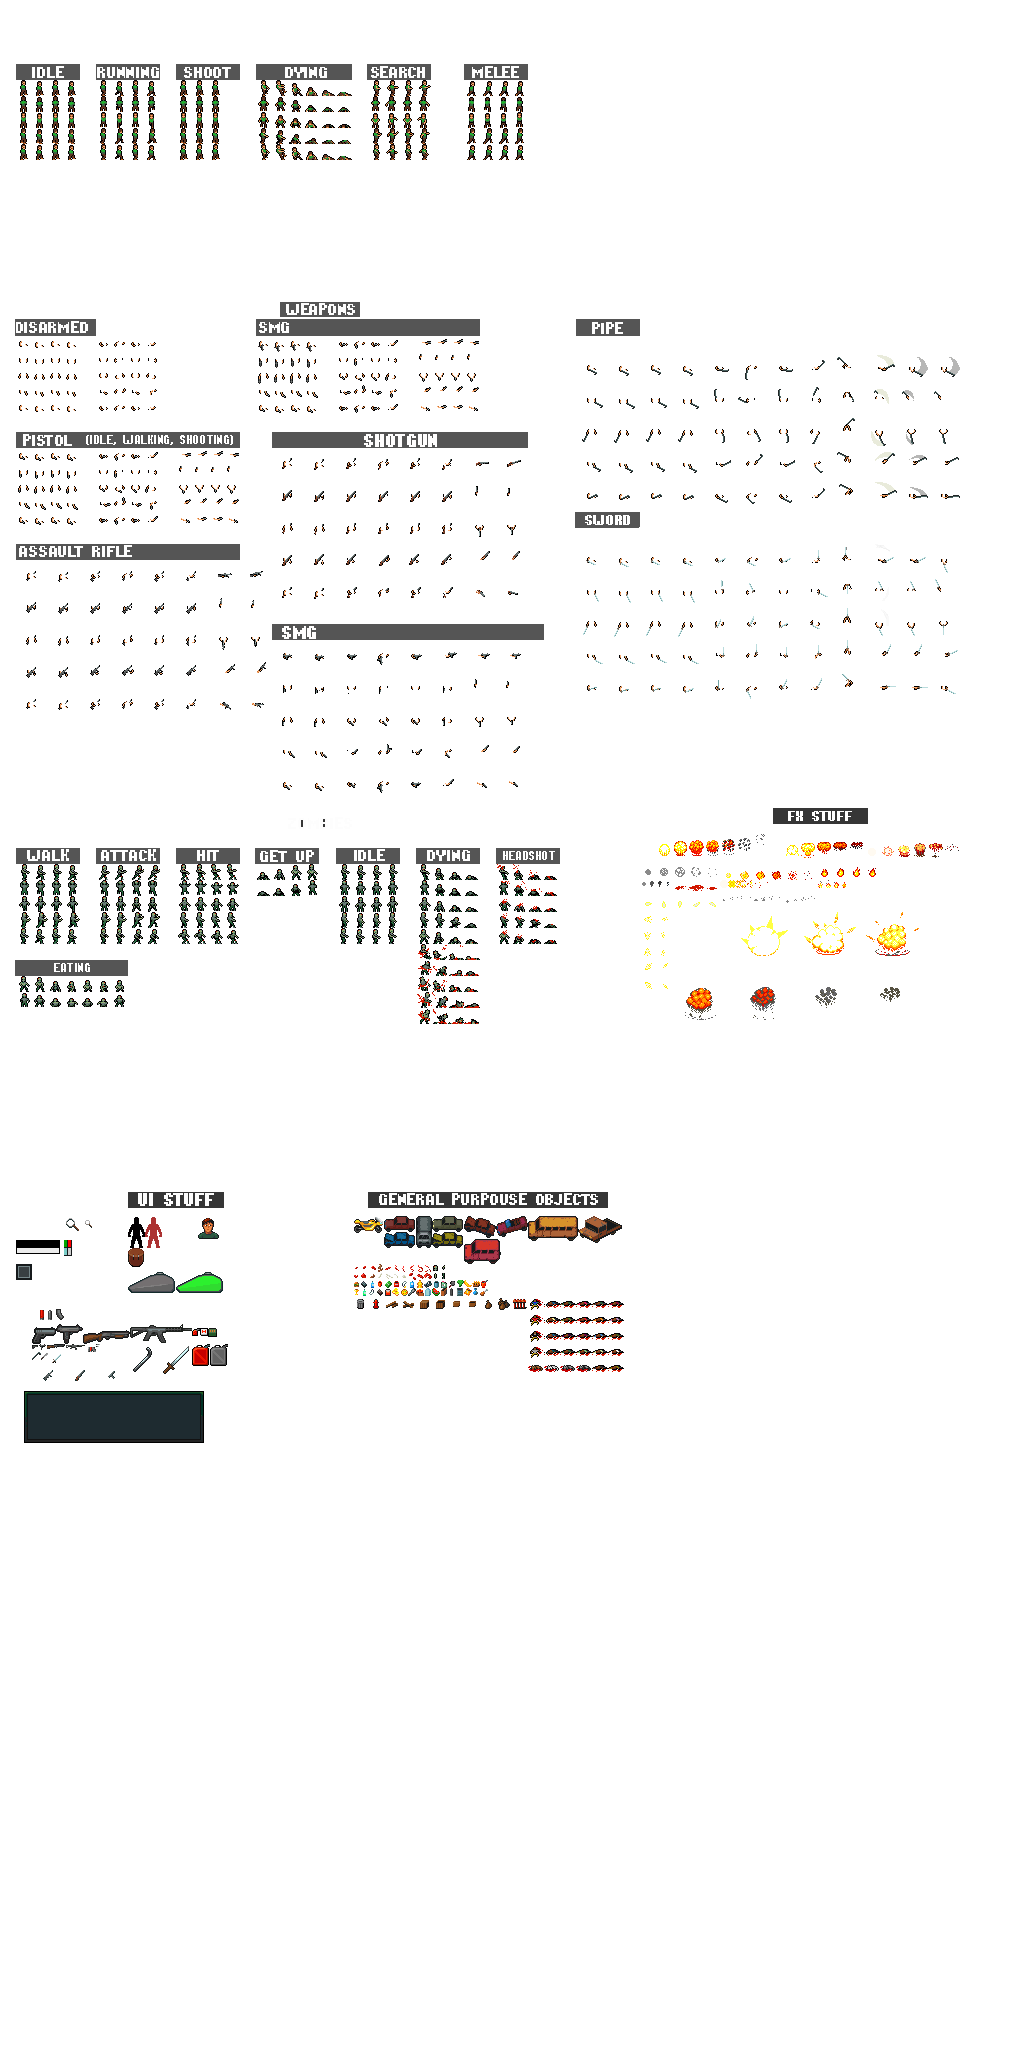 IDLE RUNNING SHOOT DYING SEARCH MELEE
WEAPONS
DISARMED SMG PIPE
PISTOL (IDLE, WALKING, SHOOTING) SHOTGUN
SWORD
ASSAULT RIFLE
SMG
FX STUFF
WALK ATTACK HIT GET UP IDLE DYING HEADSHOT
EATING
UI STUFF GENERAL PURPOUSE OBJECTS